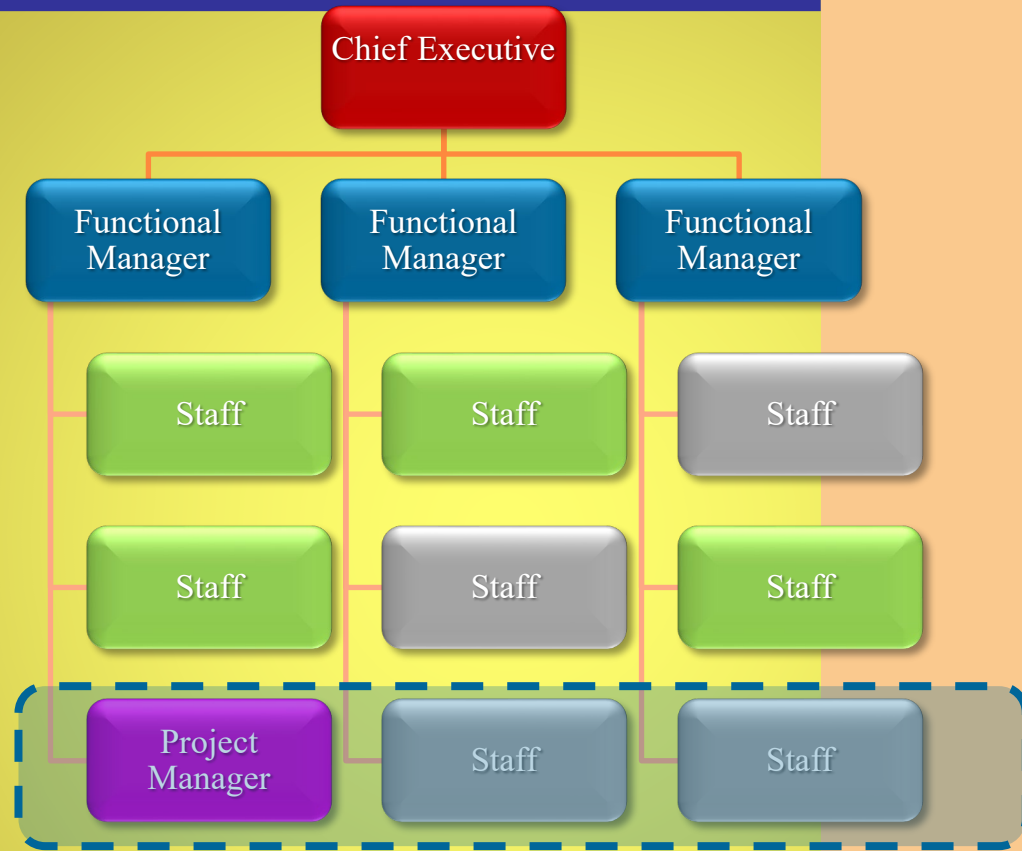 Chief Executive
Functional
Manager
Functional
Manager
Functional
Manager
Staff
Staff
Staff
Staff
Staff
Staff
Project
Manager
Staff
Staff